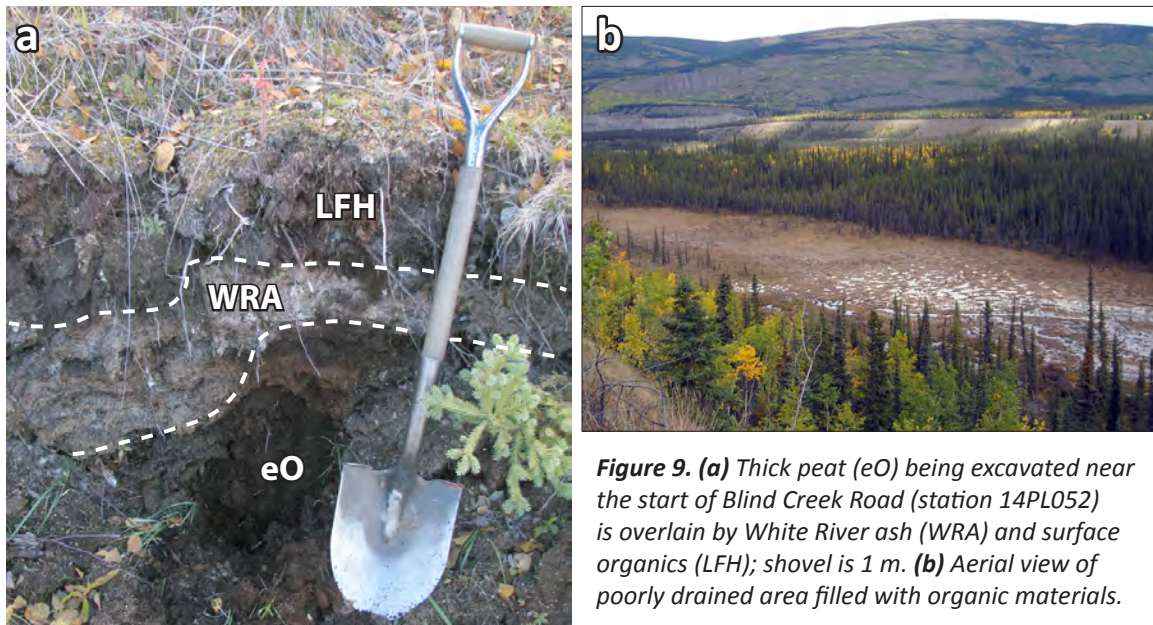 a
LFH
WRA
eO
b
Figure 9. (a) Thick peat (eO) being excavated near
the start of Blind Creek Road (station 14PL052)
is overlain by White River ash (WRA) and surface
organics (LFH); shovel is 1 m. (b) Aerial view of
poorly drained area filled with organic materials.